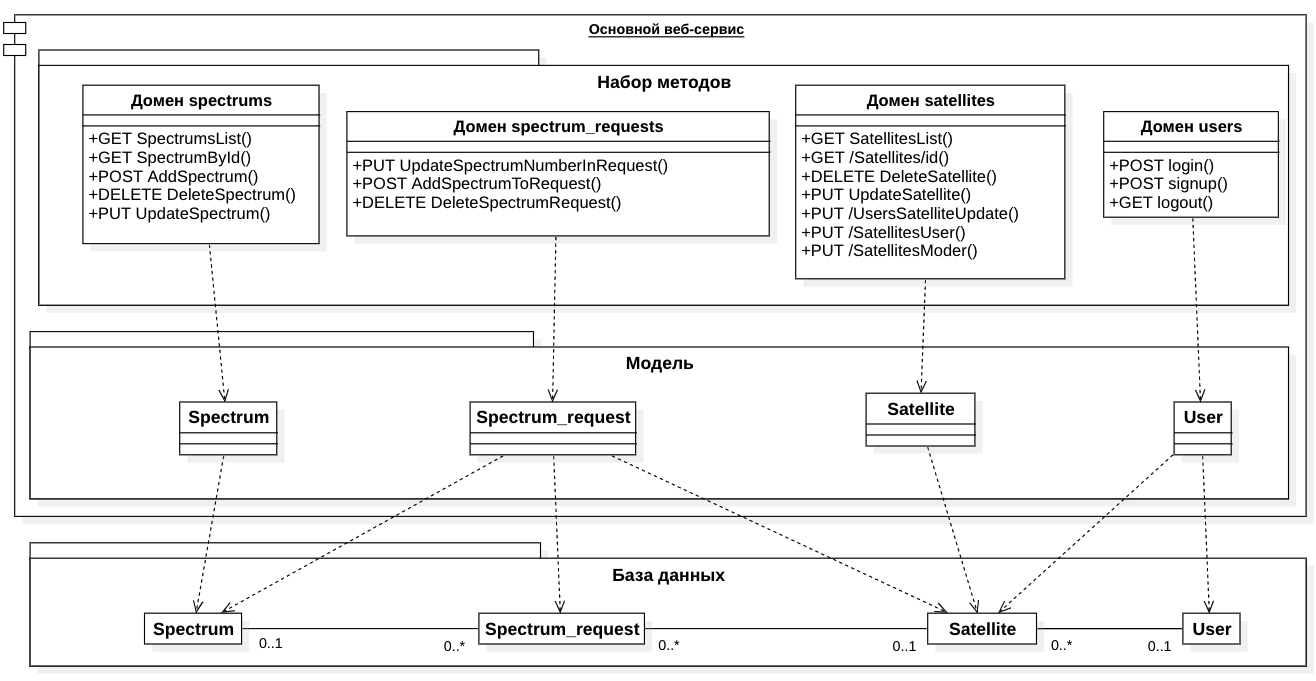 Основной веб-сервис
Набор методов
Домен spectrums
+GET SpectrumsList()
+GET SpectrumById()
+POST AddSpectrum()
+DELETE DeleteSpectrum()
+PUT UpdateSpectrum()
Домен spectrum_requests
+PUT UpdateSpectrumNumberInRequest()
+POST AddSpectrumToRequest()
+DELETE DeleteSpectrumRequest()
Домен satellites
+GET SatellitesList()
+GET /Satellites/id()
+DELETE DeleteSatellite()
+PUT UpdateSatellite()
+PUT /UsersSatelliteUpdate()
+PUT /SatellitesUser()
+PUT /SatellitesModer()
Домен users
+POST login()
+POST signup()
+GET logout()
Модель
Spectrum
Spectrum_request
Satellite
User
База данных
Spectrum
0..1
0..*
Spectrum_request
0..*
0..1
Satellite
0..*
0..1
User